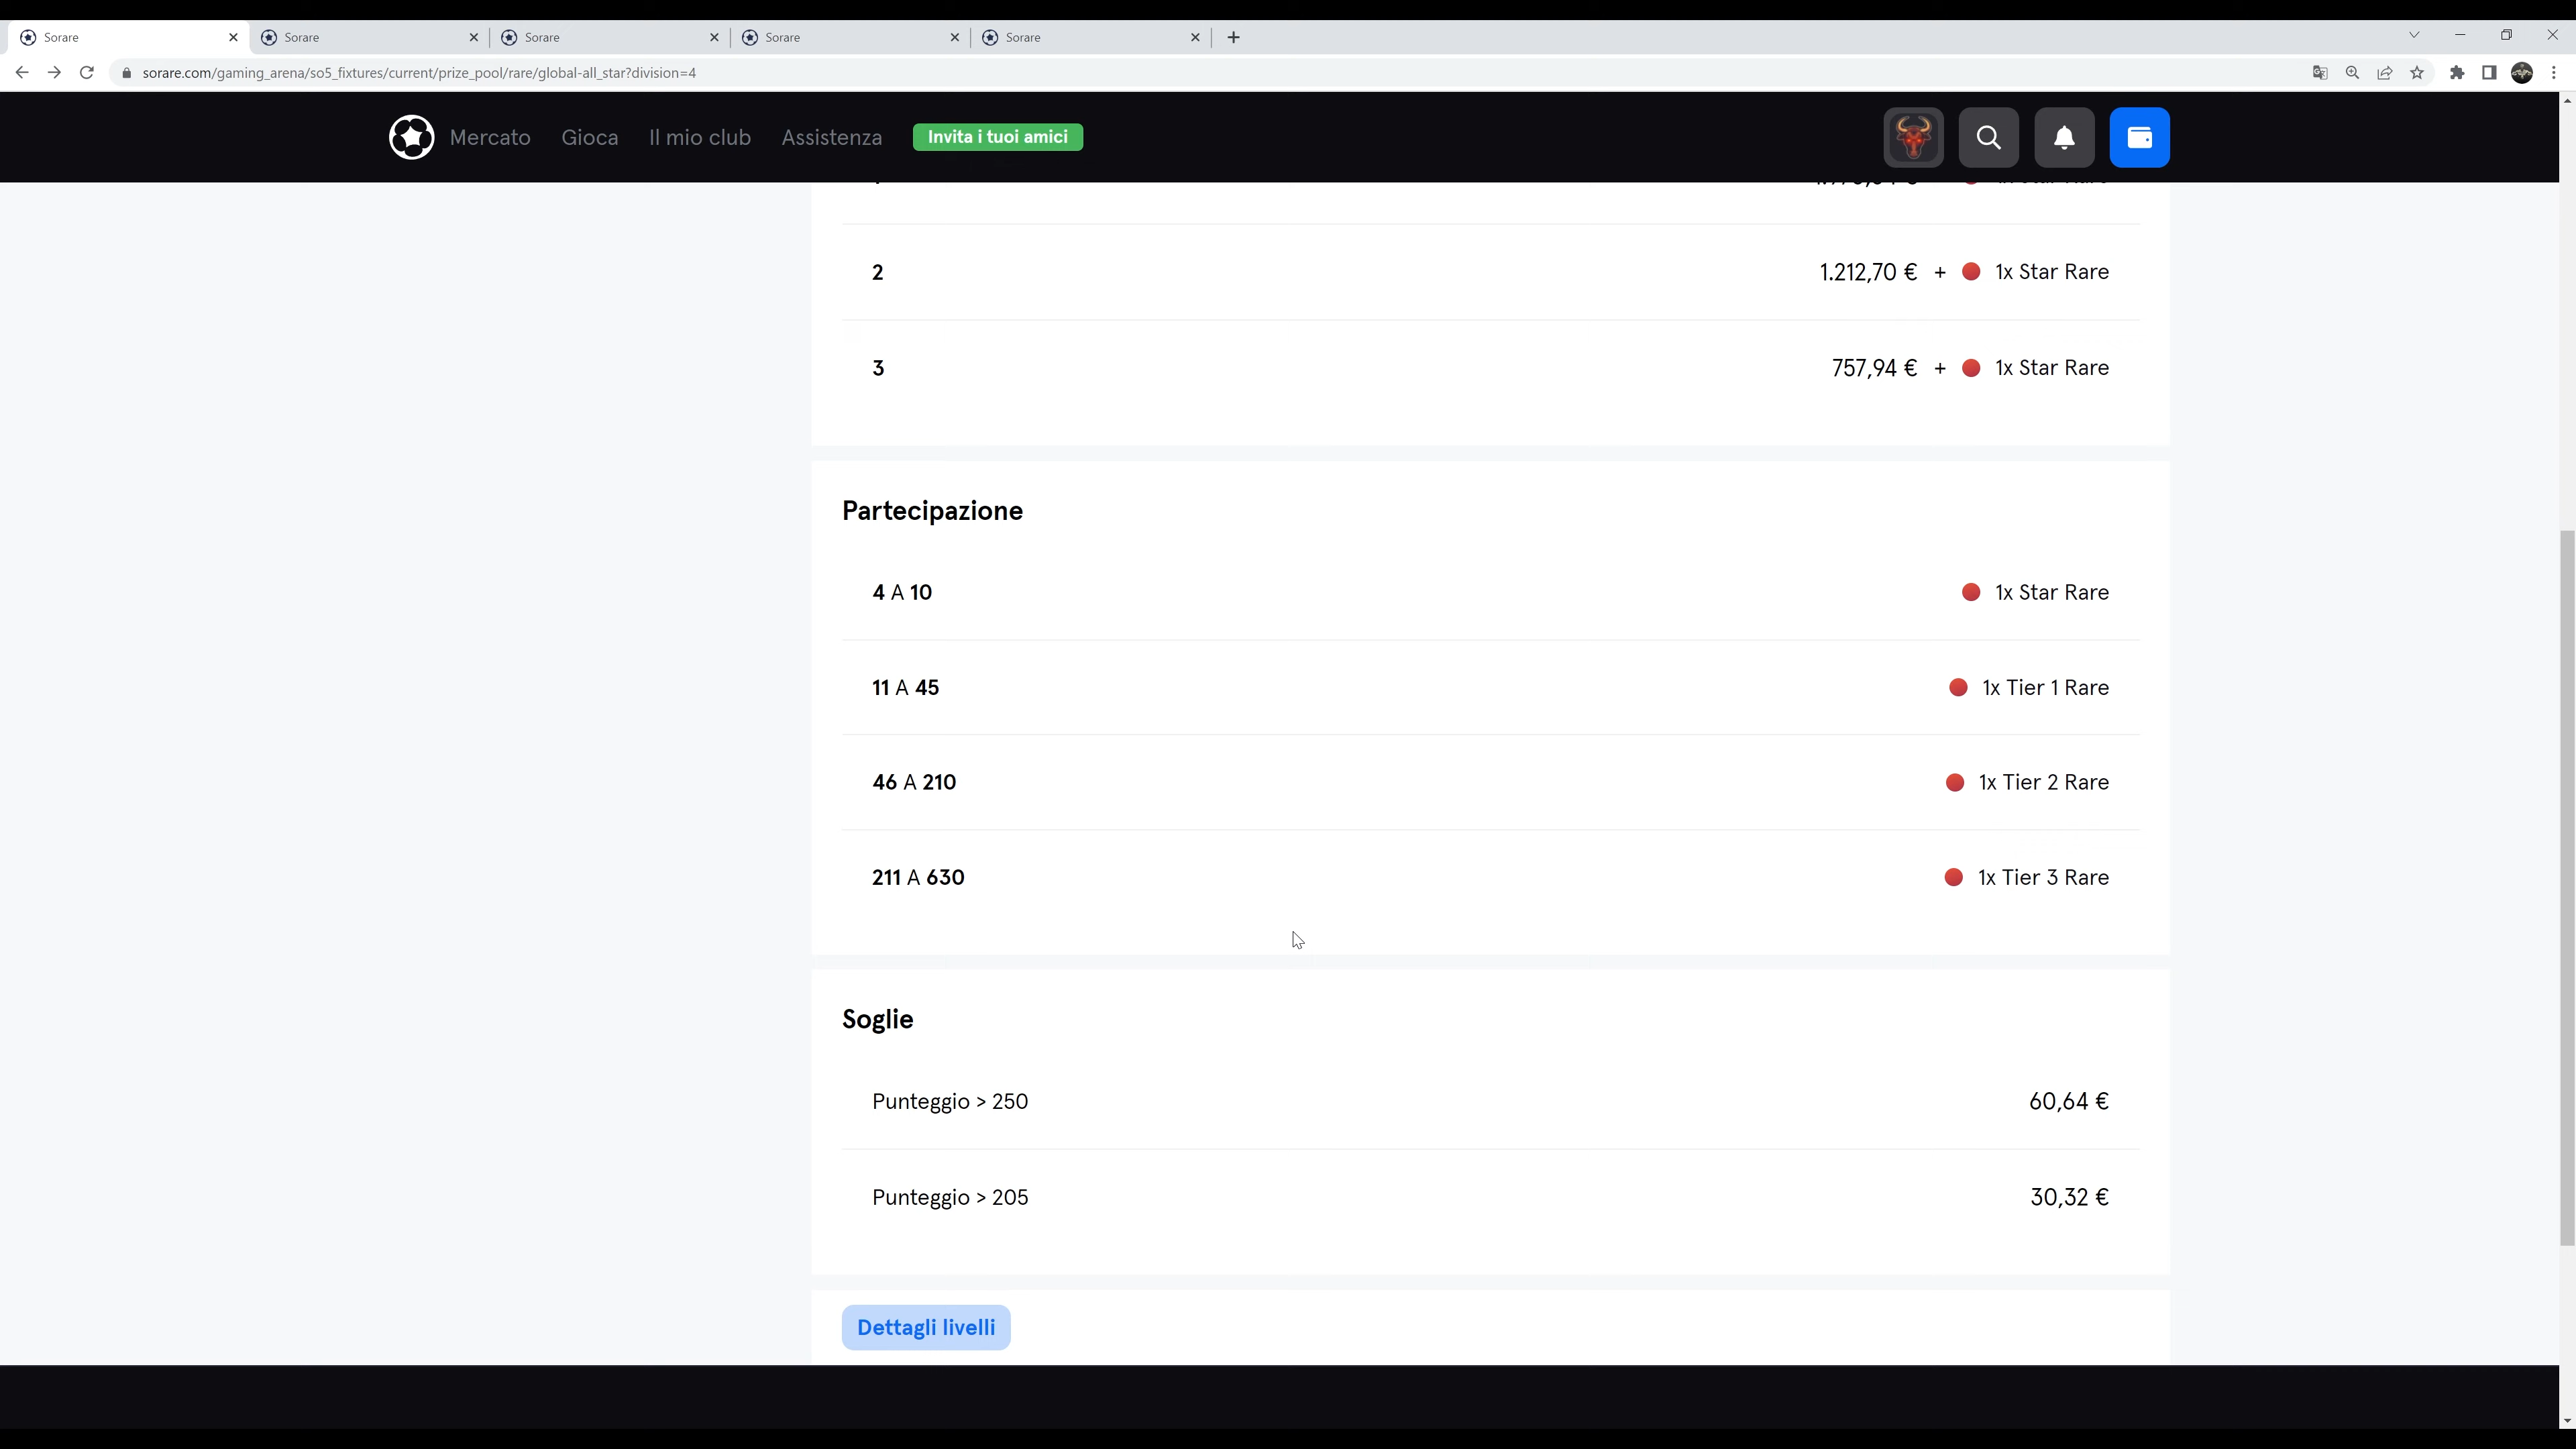 Sorare
Sorare
Sorare
Sorare
Sorare
sorare.com/gaming_arena/so5_fixtures/current/prize_pool/rare/global-all_star?division=4
Mercato Gioca Il mio club Assistenza Invita i tuoi amici
2 1.212,70 € + 1x Star Rare
3 757,94 € + 1x Star Rare
Partecipazione
4 A 10 1x Star Rare
11 A 45 1x Tier 1 Rare
46 A 210 1x Tier 2 Rare
211 A 630 1x Tier 3 Rare
Soglie
Punteggio > 250 60,64 €
Punteggio > 205 30,32 €
Dettagli livelli